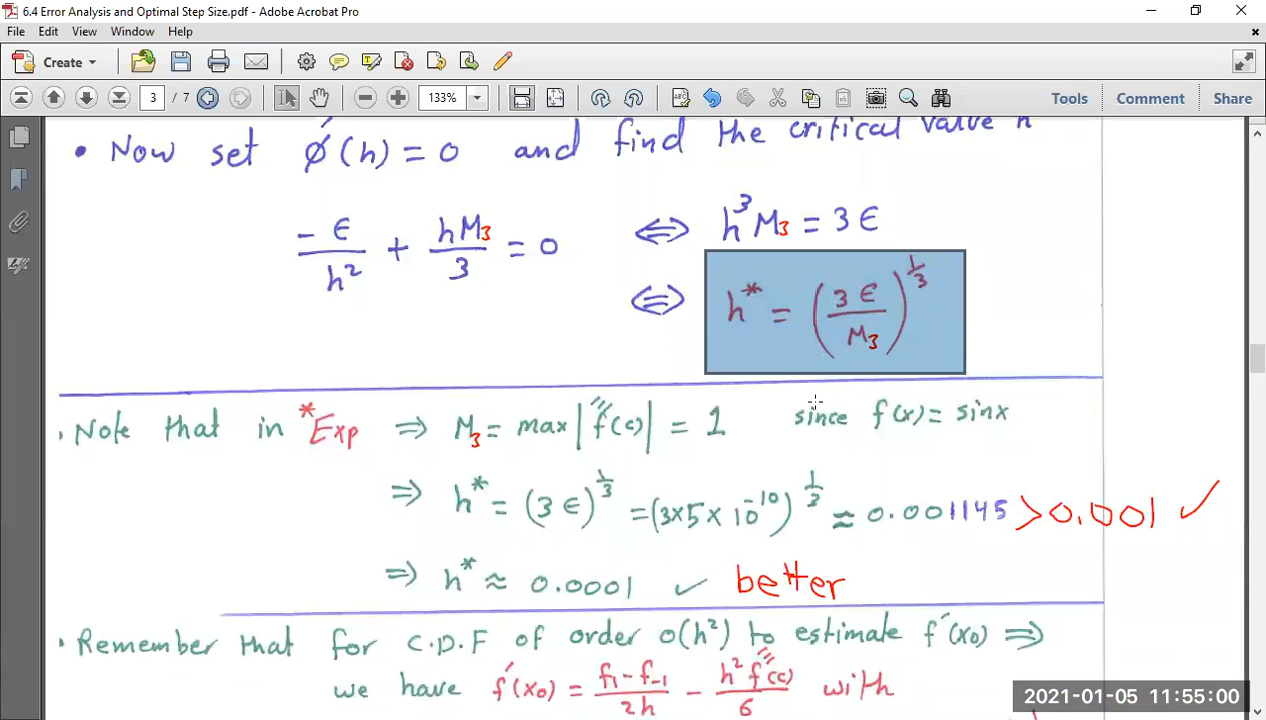 6.4 Error Analysis and Optimal Step Size.pdf - Adobe Acrobat Pro
File Edit View Window Help
Create
3 / 7 133% Tools Comment Share
• Now set ϕ́(h) = 0 and find the critical value h
-ϵ/h² + hM₃/3 = 0 ⇔ h³M₃ = 3ϵ
⇔ h* = (3ϵ/M₃)^(1/3)
• Note that in *Exp ⇒ M₃ = max|f‴(c)| = 1 since f(x) = sinx
⇒ h* = (3ϵ)^(1/3) = (3×5×10⁻¹⁰)^(1/3) ≈ 0.001145 > 0.001 ✓
⇒ h* ≈ 0.0001 ✓ better
• Remember that for C.D.F of order O(h²) to estimate f′(x₀) ⇒
we have f′(x₀) = (f₁ - f₋₁)/2h - h²f‴(c)/6 with
2021-01-05 11:55:00